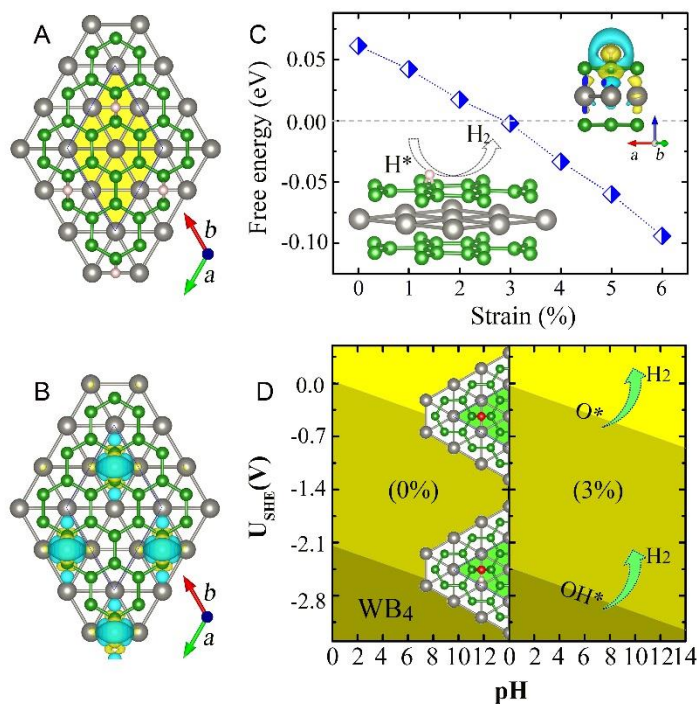 A
b
a
C
Free energy (eV)
0.05
0.00
-0.05
-0.10
H*
H2
a
b
0 1 2 3 4 5 6
Strain (%)
B
b
a
D
U_SHE(V)
0.0
-0.7
-1.4
-2.1
-2.8
(0%)
(3%)
O*
H2
OH*
H2
WB4
0 2 4 6 8 10 12 0 2 4 6 8 10 12 14
pH